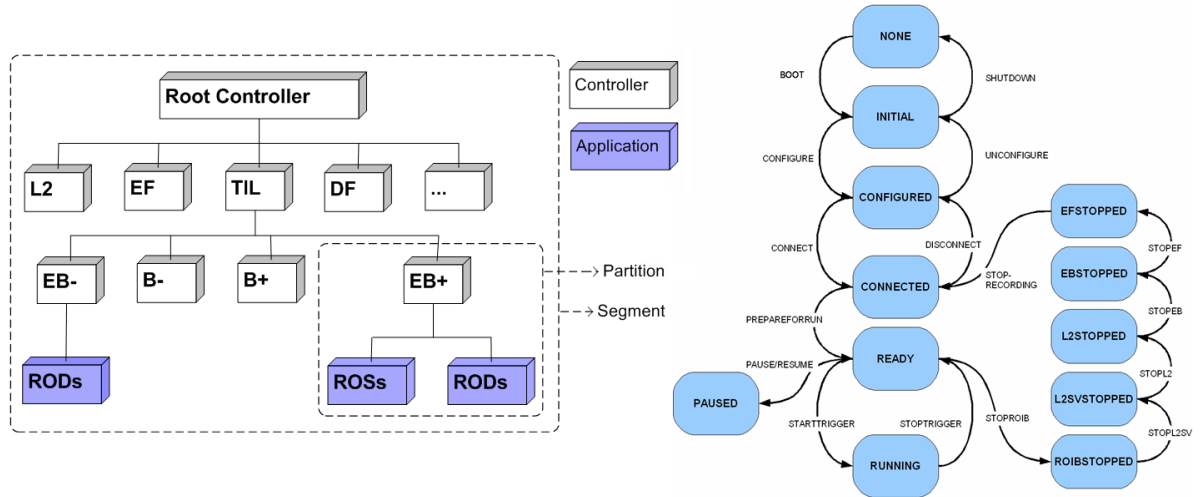 Root Controller
Controller
Application
L2
EF
TIL
DF
...
EB-
B-
B+
EB+
Partition
Segment
RODs
ROSs
RODs
NONE
BOOT
SHUTDOWN
INITIAL
CONFIGURE
UNCONFIGURE
CONFIGURED
CONNECT
DISCONNECT
CONNECTED
STOP-
RECORDING
PREPAREFORRUN
READY
PAUSE/RESUME
PAUSED
STARTTRIGGER
STOPTRIGGER
STOPROIB
RUNNING
EFSTOPPED
STOPEF
EBSTOPPED
STOPEB
L2STOPPED
STOPL2
L2SVSTOPPED
STOPL2SV
ROIBSTOPPED